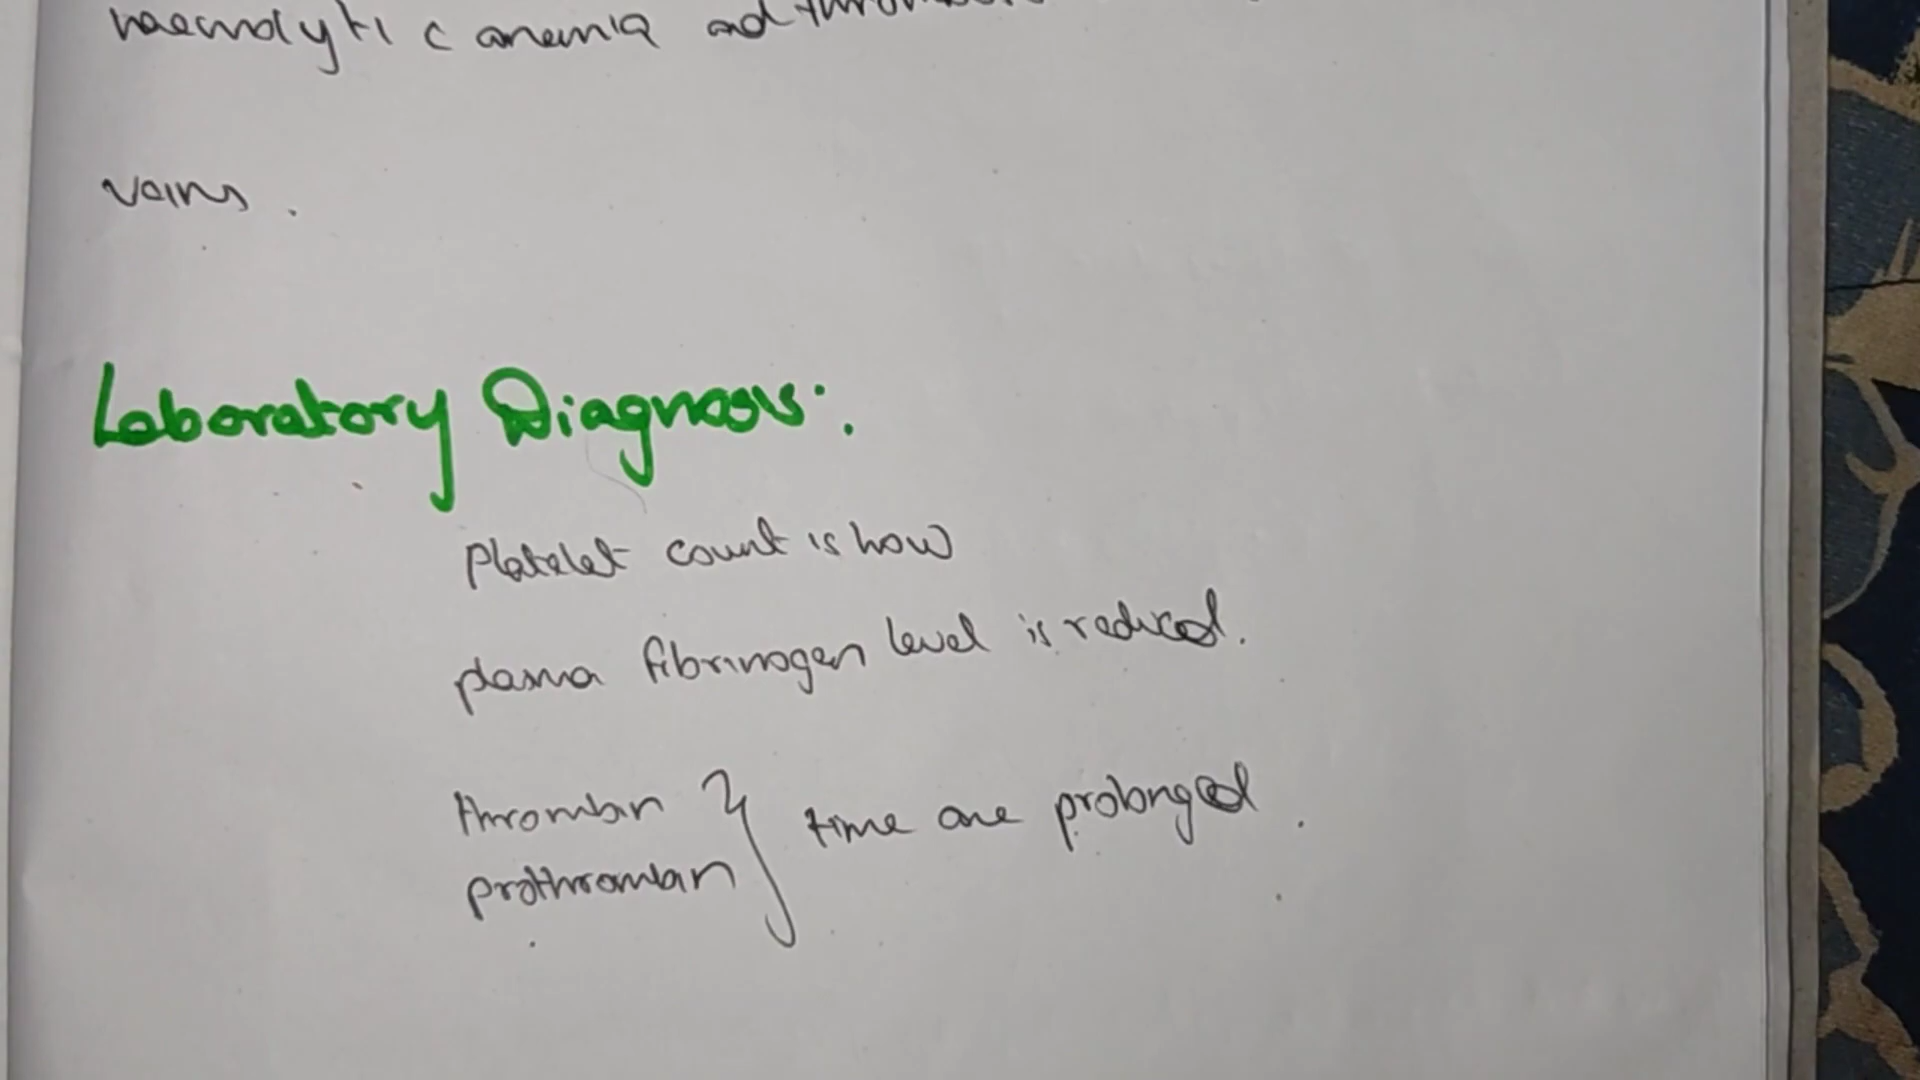 haemolytic anemia and
veins.
Laboratory Diagnosis:
Platelet count is how
plasma fibrinogen level is reduced.
thrombin } time are prolonged.
prothrombin